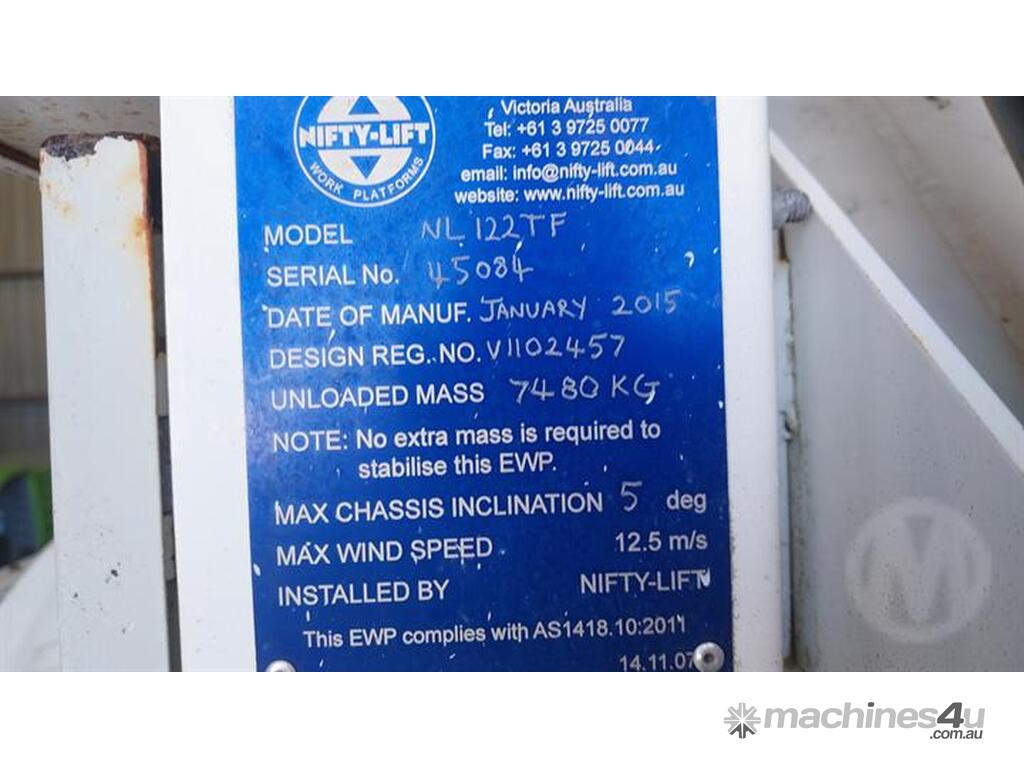 NIFTY-LIFT
WORK PLATFORMS
Victoria Australia
Tel: +61 3 9725 0077
Fax: +61 3 9725 0044
email: info@nifty-lift.com.au
website: www.nifty-lift.com.au
MODEL NL122TF
SERIAL No. 45084
DATE OF MANUF. JANUARY 2015
DESIGN REG. NO. V1102457
UNLOADED MASS 7480 KG
NOTE: No extra mass is required to
stabilise this EWP.
MAX CHASSIS INCLINATION 5 deg
MAX WIND SPEED 12.5 m/s
INSTALLED BY NIFTY-LIFT
This EWP complies with AS1418.10:2011
14.11.07
M
machines4u
.com.au